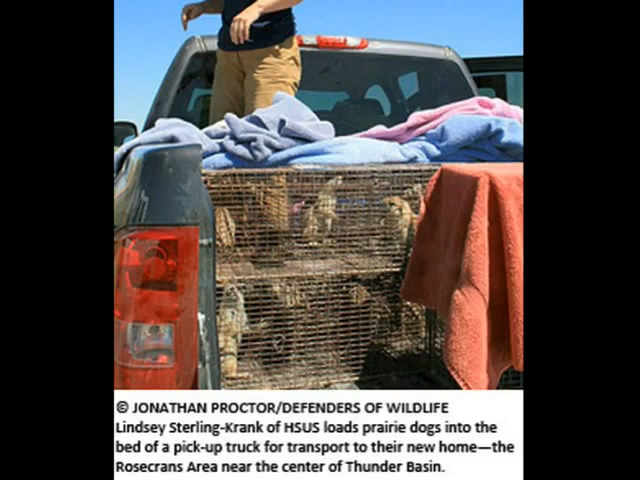 © JONATHAN PROCTOR/DEFENDERS OF WILDLIFE
Lindsey Sterling-Krank of HSUS loads prairie dogs into the
bed of a pick-up truck for transport to their new home—the
Rosecrans Area near the center of Thunder Basin.